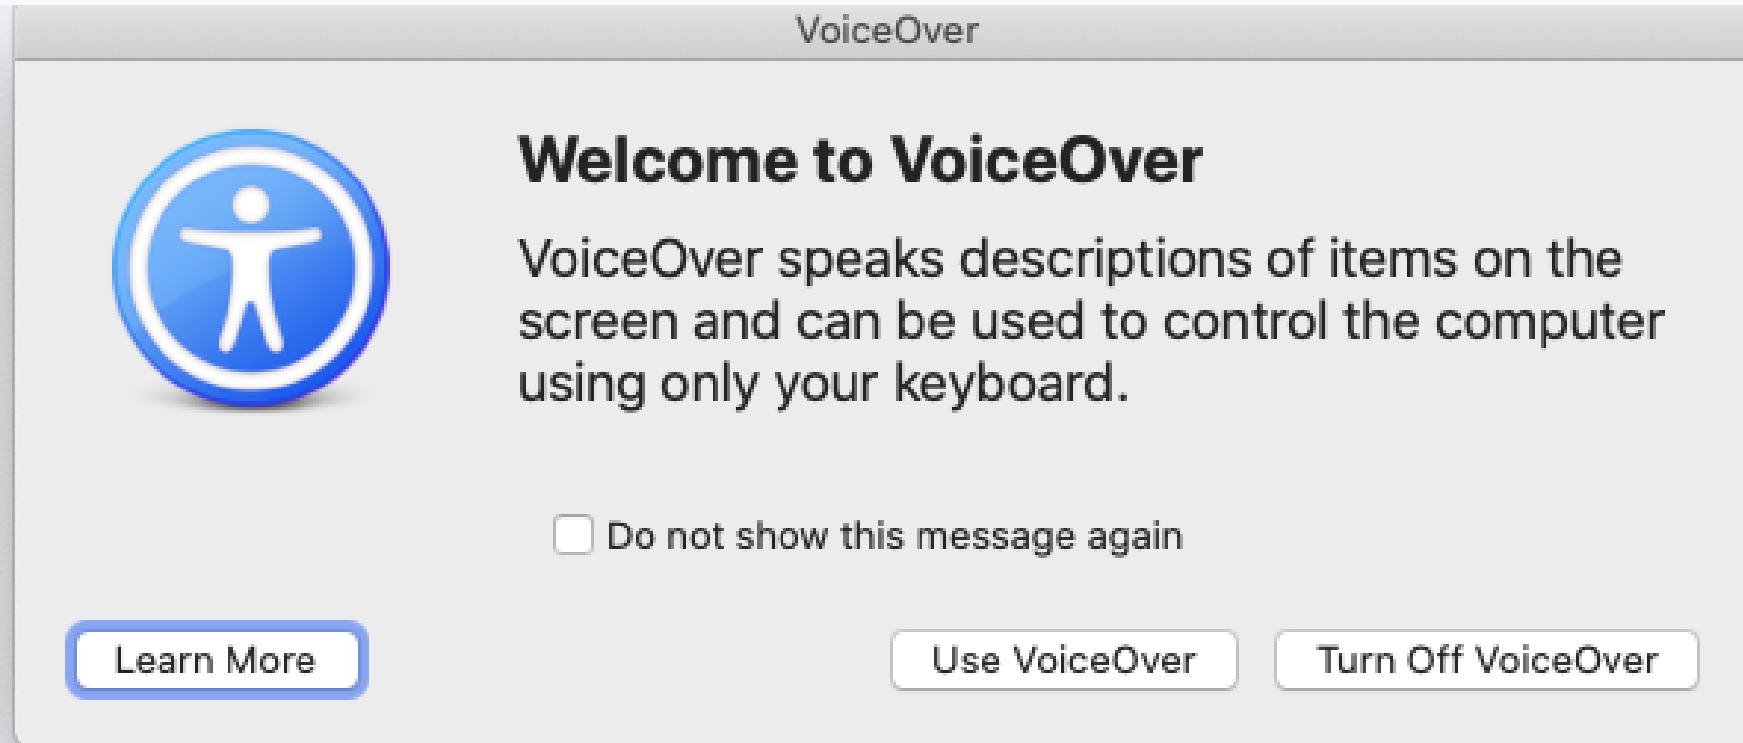 VoiceOver
Welcome to VoiceOver
VoiceOver speaks descriptions of items on the
screen and can be used to control the computer
using only your keyboard.
Do not show this message again
Learn More
Use VoiceOver
Turn Off VoiceOver